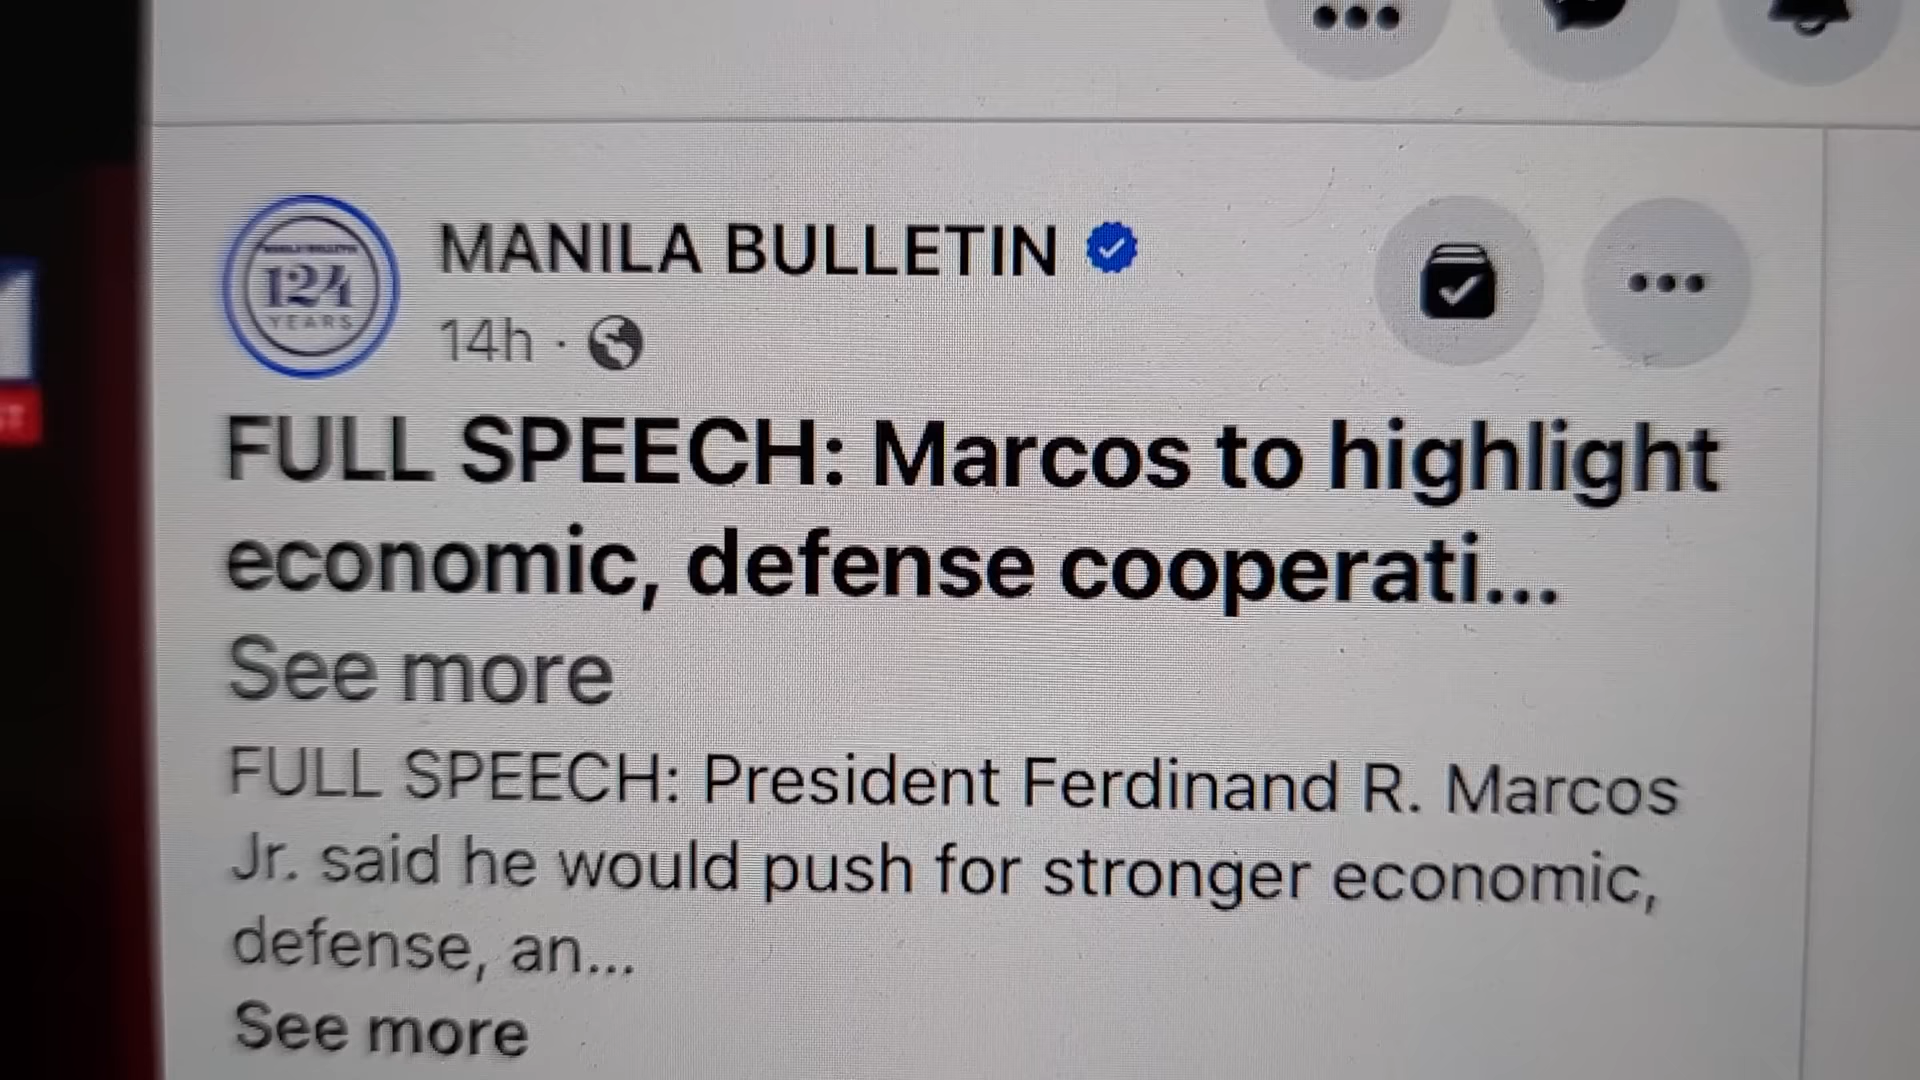 MANILA BULLETIN
124
YEARS
14h ·
FULL SPEECH: Marcos to highlight
economic, defense cooperati...
See more
FULL SPEECH: President Ferdinand R. Marcos
Jr. said he would push for stronger economic,
defense, an...
See more